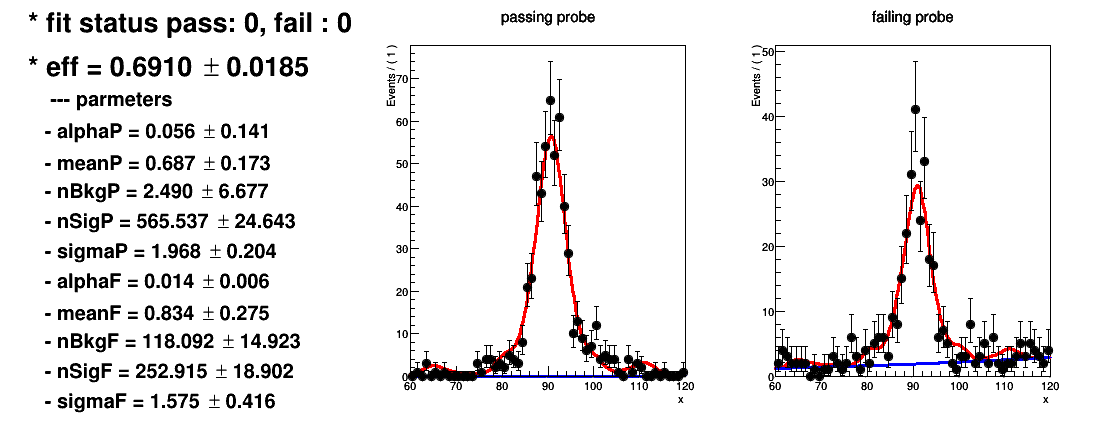 * fit status pass: 0, fail : 0
* eff = 0.6910 ± 0.0185
--- parmeters
- alphaP = 0.056 ± 0.141
- meanP = 0.687 ± 0.173
- nBkgP = 2.490 ± 6.677
- nSigP = 565.537 ± 24.643
- sigmaP = 1.968 ± 0.204
- alphaF = 0.014 ± 0.006
- meanF = 0.834 ± 0.275
- nBkgF = 118.092 ± 14.923
- nSigF = 252.915 ± 18.902
- sigmaF = 1.575 ± 0.416
passing probe
Events / ( 1 )
70
60
50
40
30
20
10
0
60 70 80 90 100 110 120
x
failing probe
Events / ( 1 )
50
40
30
20
10
0
60 70 80 90 100 110 120
x